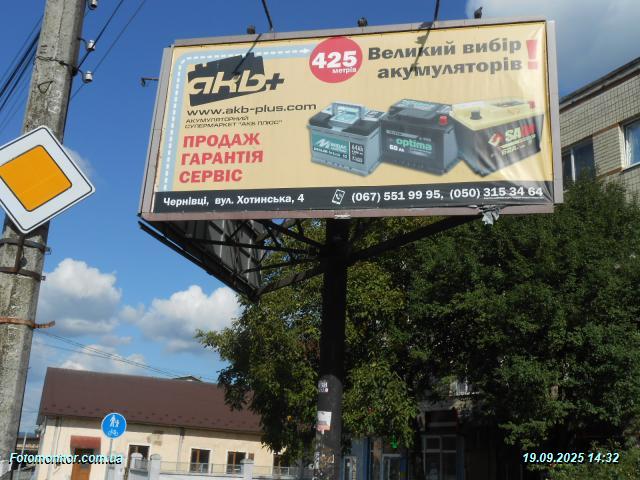 425
метрів
Великий вибір
акумуляторів!
акb+
www.akb-plus.com
АКУМУЛЯТОРНИЙ
СУПЕРМАРКЕТ "АКБ ПЛЮС"
ПРОДАЖ
ГАРАНТІЯ
СЕРВІС
optima
Чернівці, вул. Хотинська, 4
(067) 551 99 95, (050) 315 34 64
Fotomonitor.com.ua
19.09.2025 14:32